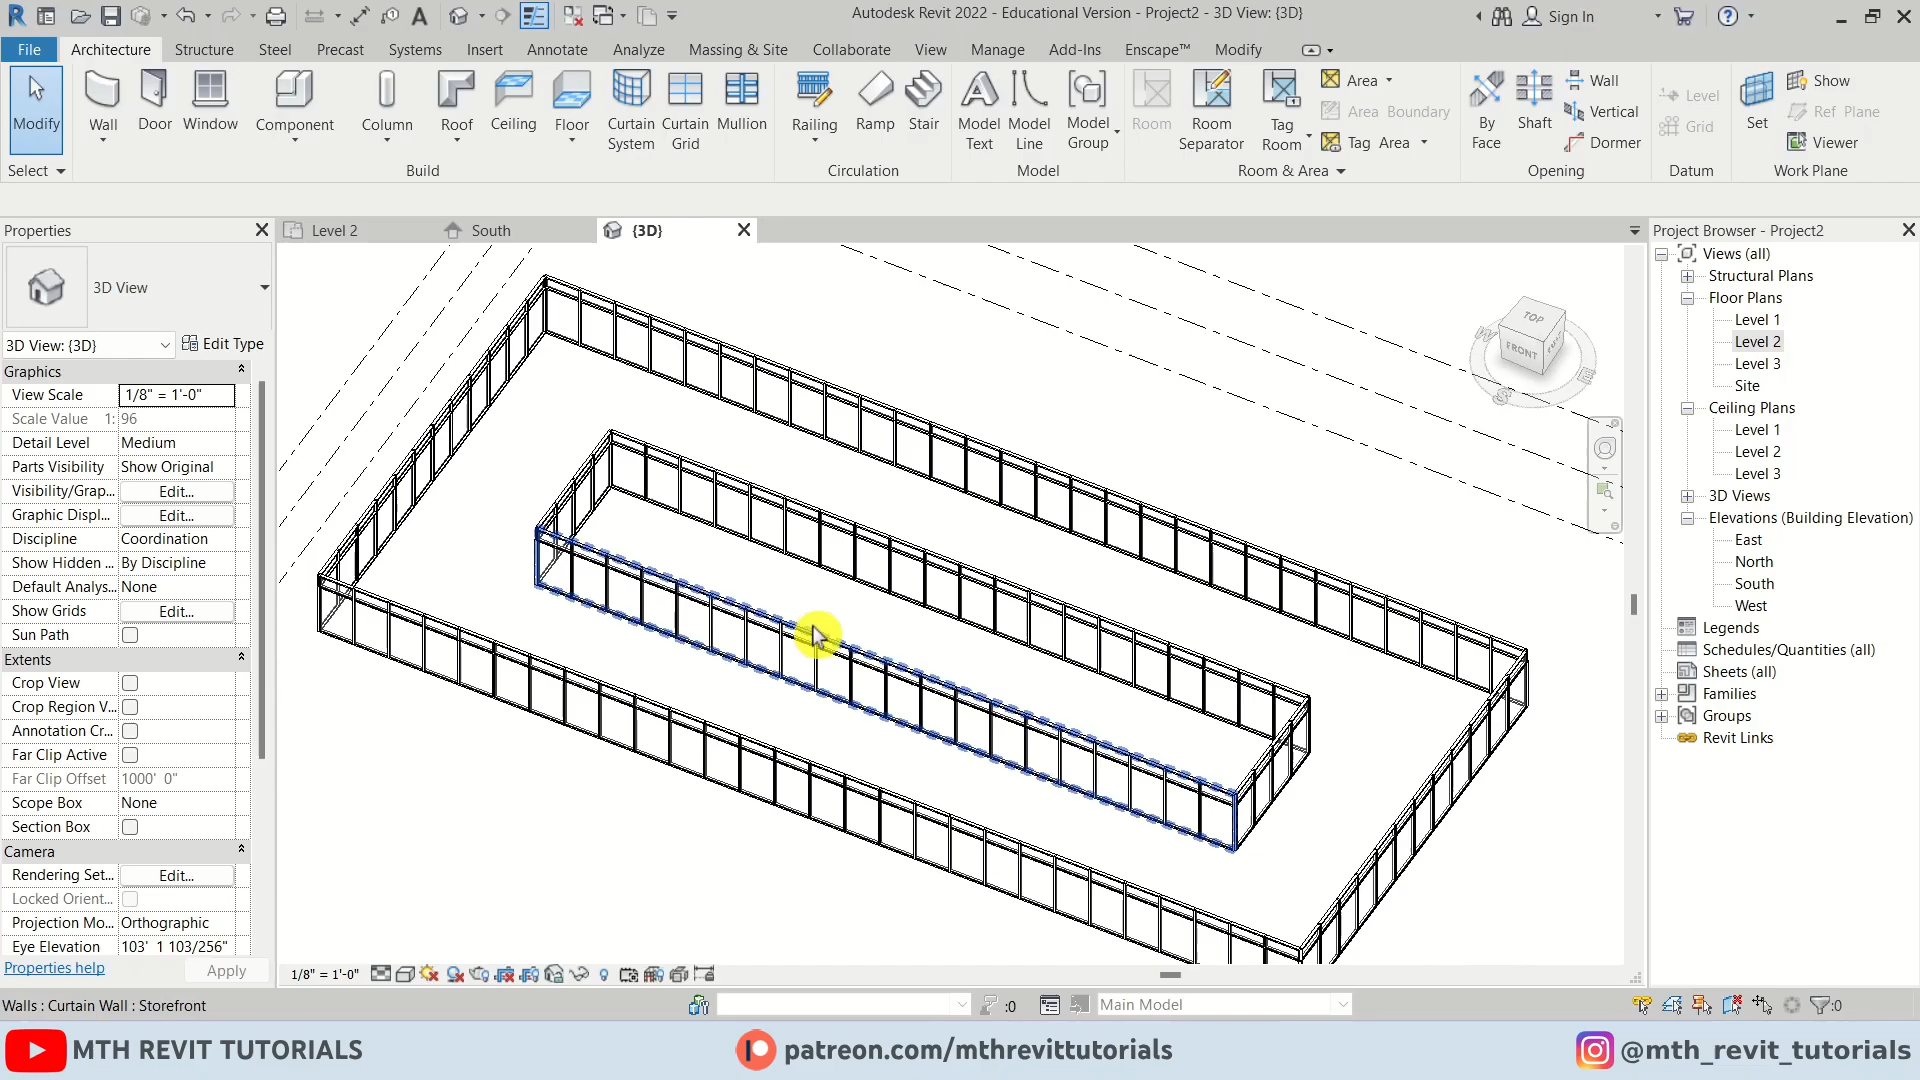 Autodesk Revit 2022 - Educational Version - Project2 - 3D View: {3D}
Sign In
File Architecture Structure Steel Precast Systems Insert Annotate Analyze Massing & Site Collaborate View Manage Add-Ins Enscape™ Modify
Modify
Wall
Door
Window
Component
Column
Roof
Ceiling
Floor
Curtain System
Curtain Grid
Mullion
Railing
Ramp
Stair
Model Text
Model Line
Model Group
Room
Room Separator
Tag Room
Area
Area Boundary
Tag Area
By Face
Shaft
Wall
Vertical
Dormer
Level
Grid
Set
Show
Ref Plane
Viewer
Select Build Circulation Model Room & Area Opening Datum Work Plane
Properties
Level 2 South {3D}
Project Browser - Project2
3D View
3D View: {3D} Edit Type
Graphics
View Scale 1/8" = 1'-0"
Scale Value 1: 96
Detail Level Medium
Parts Visibility Show Original
Visibility/Grap... Edit...
Graphic Displ... Edit...
Discipline Coordination
Show Hidden ... By Discipline
Default Analys... None
Show Grids Edit...
Sun Path
Extents
Crop View
Crop Region V...
Annotation Cr...
Far Clip Active
Far Clip Offset 1000' 0"
Scope Box None
Section Box
Camera
Rendering Set... Edit...
Locked Orient...
Projection Mo... Orthographic
Eye Elevation 103' 1 103/256"
Properties help Apply
TOP
FRONT
W
S
E
Views (all)
Structural Plans
Floor Plans
Level 1
Level 2
Level 3
Site
Ceiling Plans
Level 1
Level 2
Level 3
3D Views
Elevations (Building Elevation)
East
North
South
West
Legends
Schedules/Quantities (all)
Sheets (all)
Families
Groups
Revit Links
1/8" = 1'-0"
Walls : Curtain Wall : Storefront
:0
Main Model
:0
MTH REVIT TUTORIALS
patreon.com/mthrevittutorials
@mth_revit_tutorials